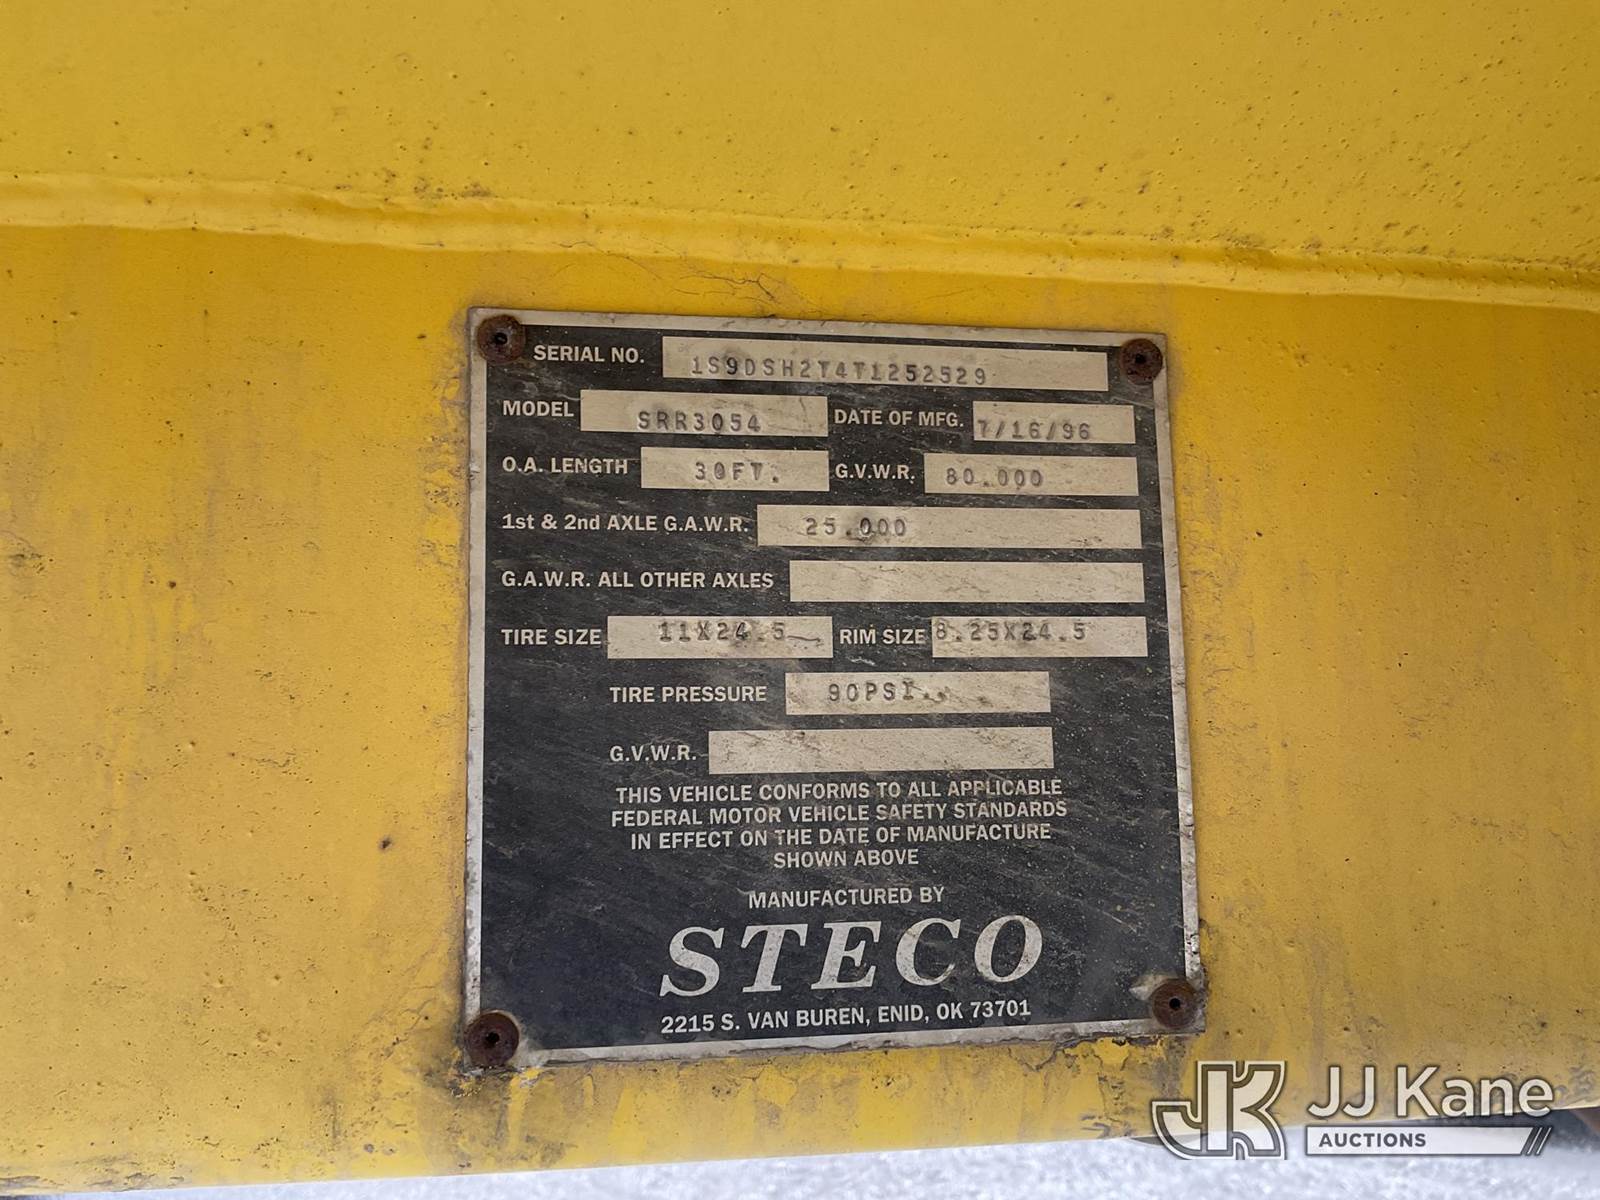 SERIAL NO. 1S9DSH2T4T1252529
MODEL SRR3054 DATE OF MFG. 7/16/96
O.A. LENGTH 30FT. G.V.W.R. 80.000
1st & 2nd AXLE G.A.W.R. 25.000
G.A.W.R. ALL OTHER AXLES
TIRE SIZE 11X24.5 RIM SIZE 8.25X24.5
TIRE PRESSURE 90PSI.
G.V.W.R.
THIS VEHICLE CONFORMS TO ALL APPLICABLE
FEDERAL MOTOR VEHICLE SAFETY STANDARDS
IN EFFECT ON THE DATE OF MANUFACTURE
SHOWN ABOVE
MANUFACTURED BY
STECO
2215 S. VAN BUREN, ENID, OK 73701
JK JJ Kane
AUCTIONS